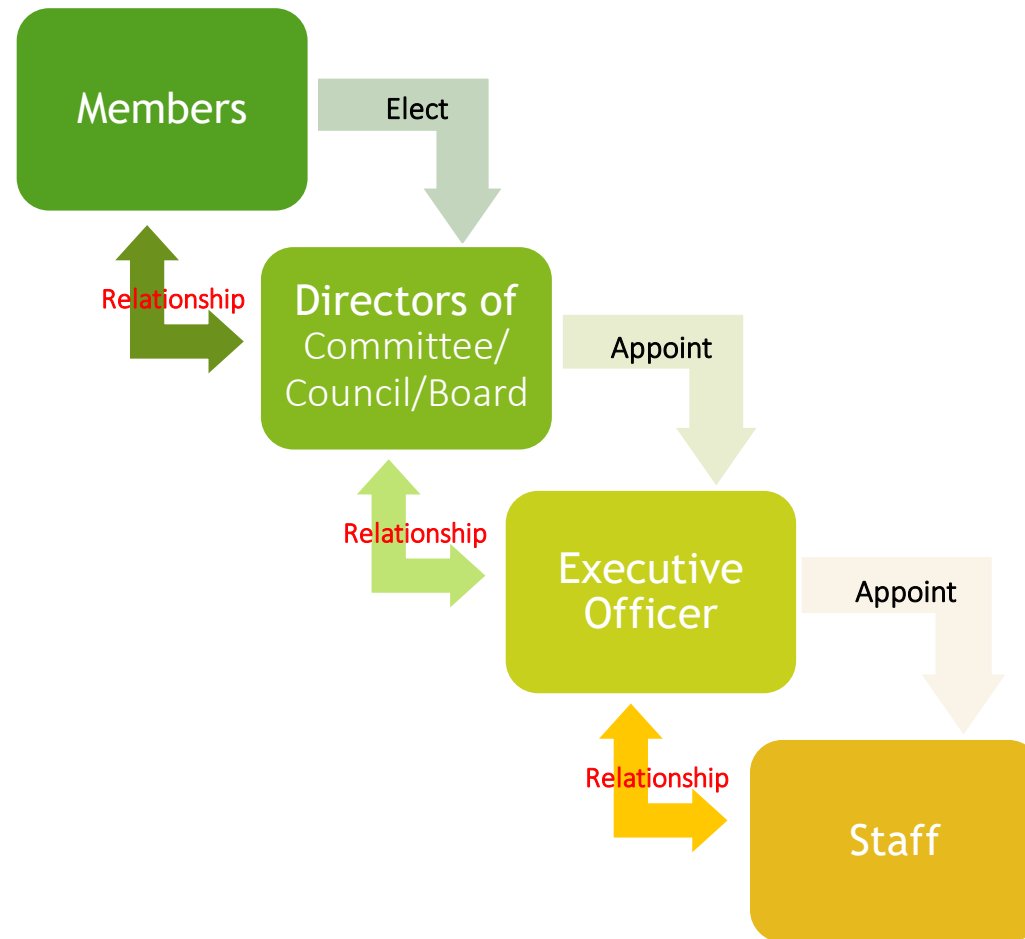 Members
Elect
Relationship
Directors of
Committee/
Council/Board
Appoint
Relationship
Executive
Officer
Appoint
Relationship
Staff